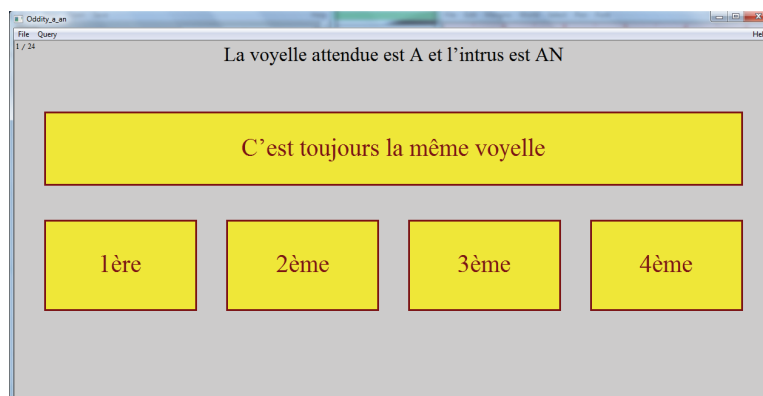 Oddity_a_an
File Query Hel
1 / 24
La voyelle attendue est A et l’intrus est AN
C’est toujours la même voyelle
1ère 2ème 3ème 4ème